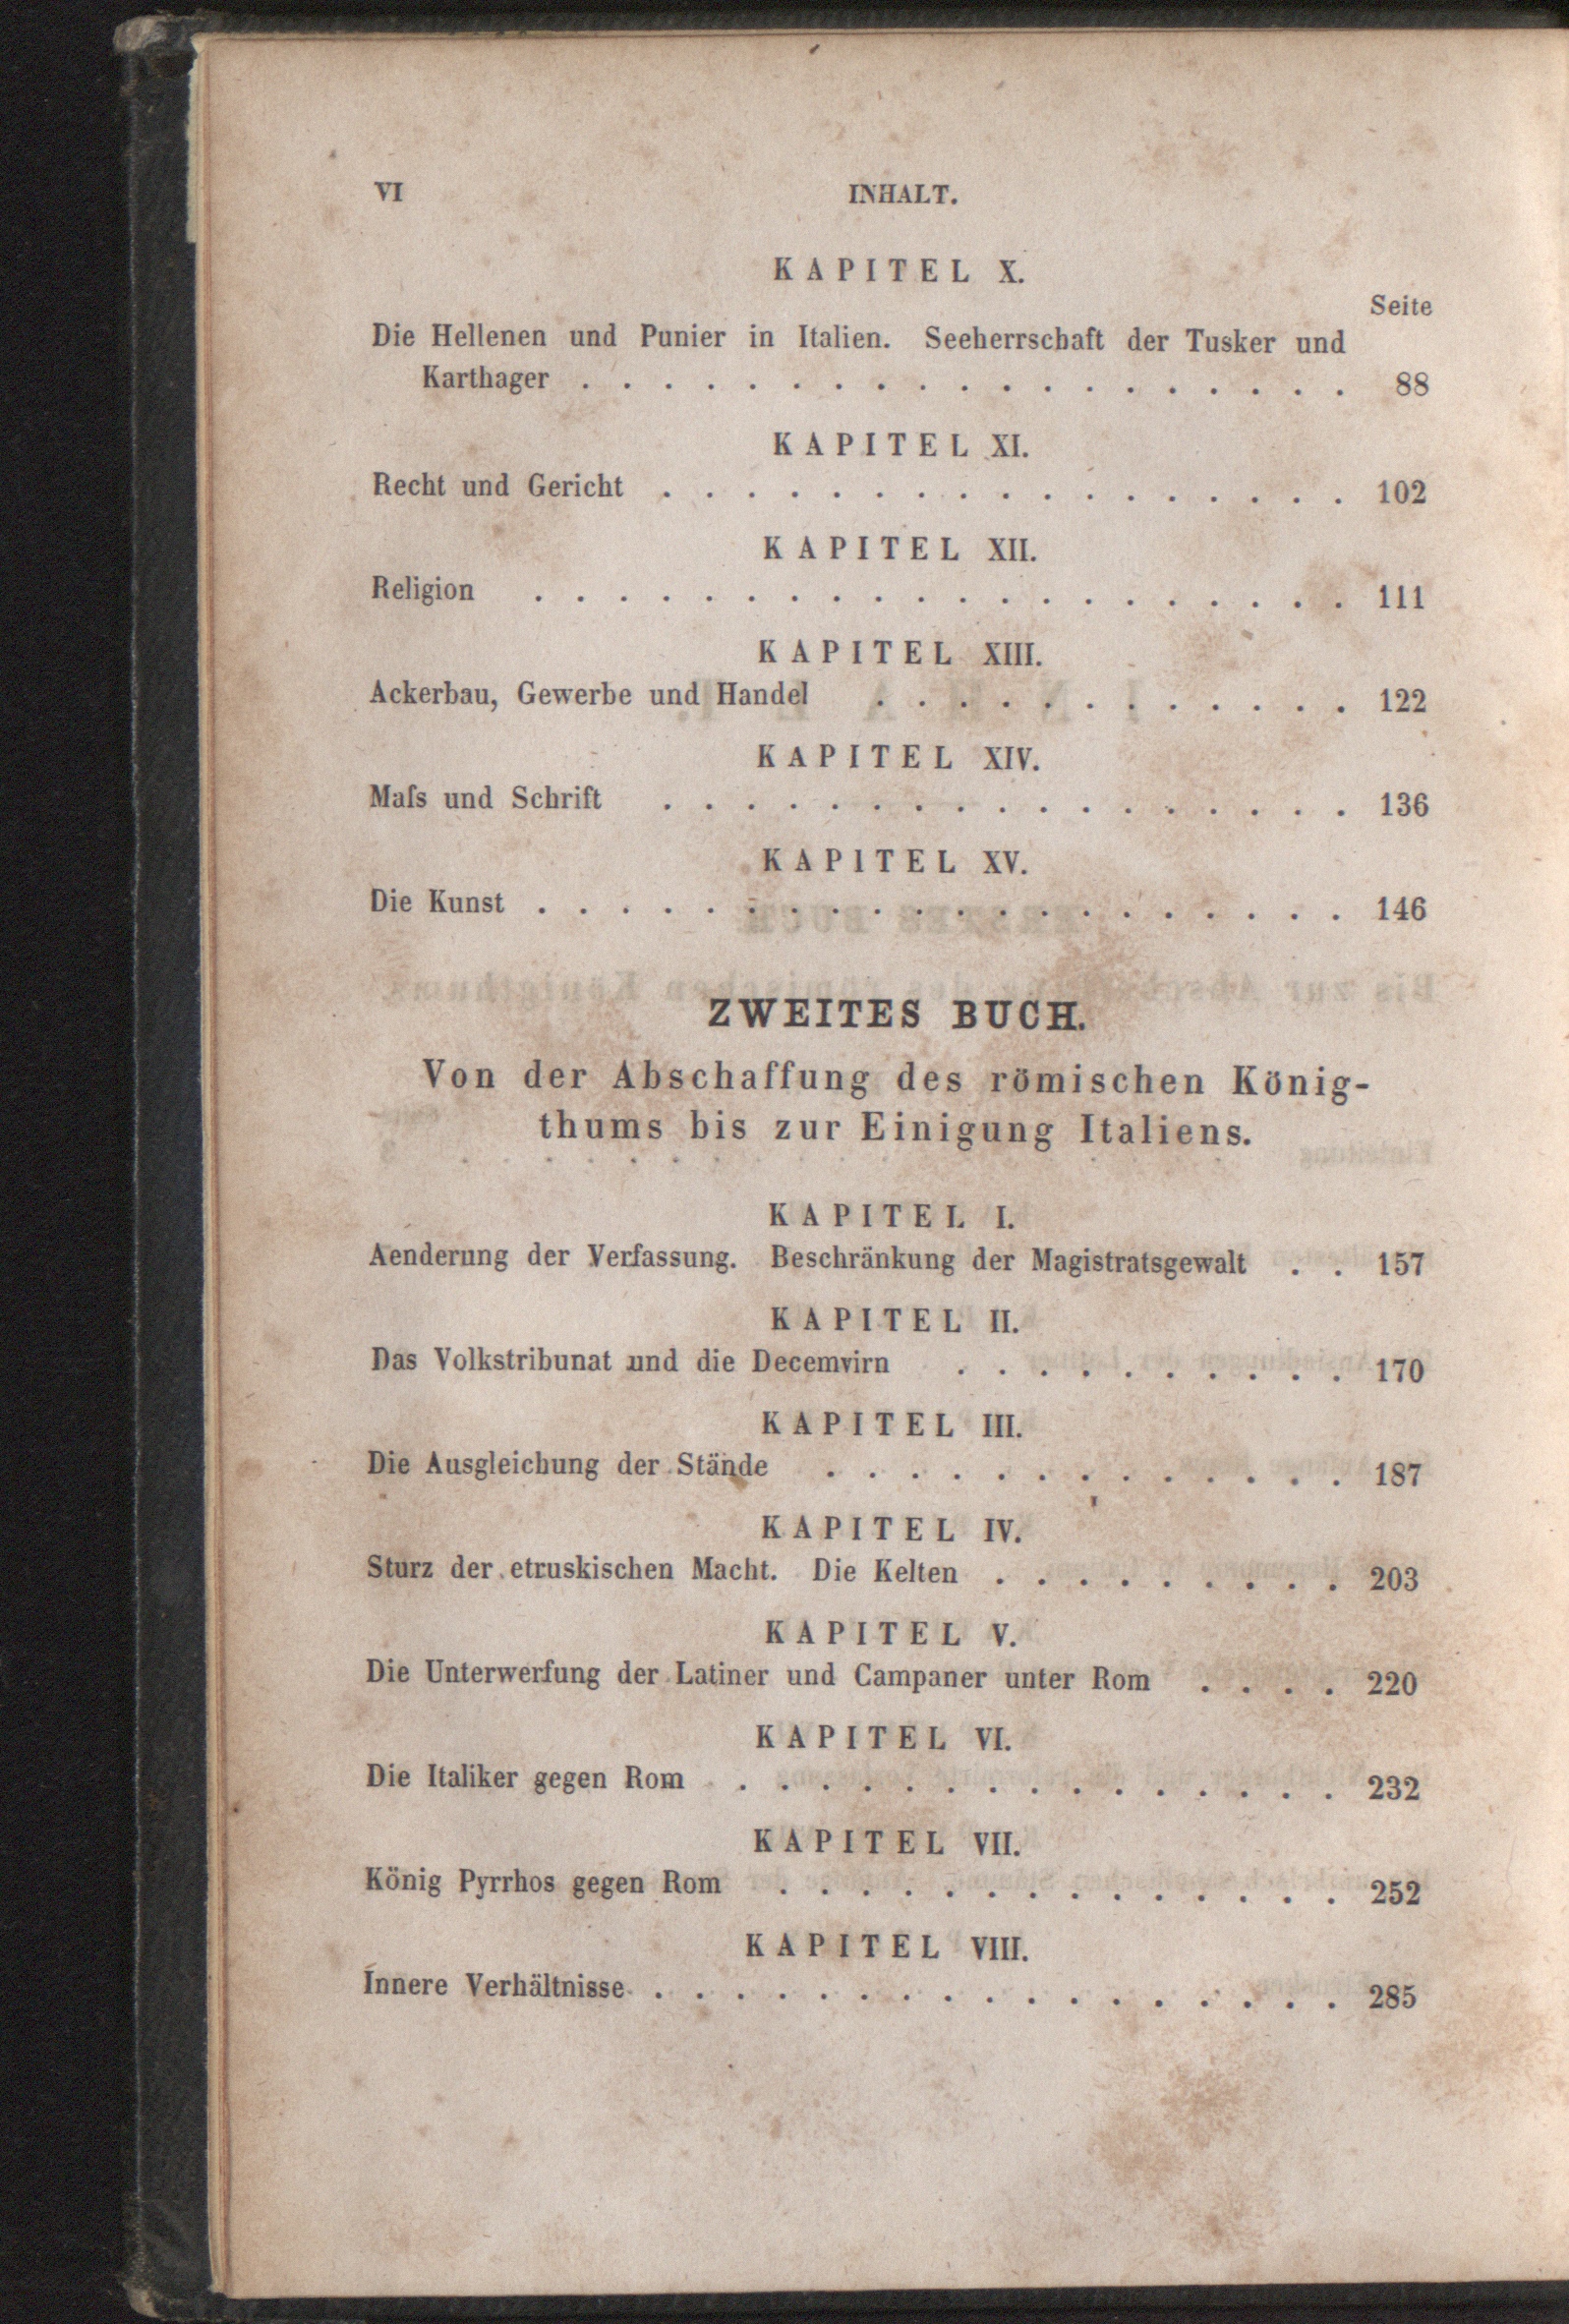 VI INHALT.
KAPITEL X.
Seite
Die Hellenen und Punier in Italien. Seeherrschaft der Tusker und
Karthager . . . . . . . . . . . . . . . . . . . 88
KAPITEL XI.
Recht und Gericht . . . . . . . . . . . . . . . . . 102
KAPITEL XII.
Religion . . . . . . . . . . . . . . . . . . . . 111
KAPITEL XIII.
Ackerbau, Gewerbe und Handel . . . . . . . . . . . . 122
KAPITEL XIV.
Maſs und Schrift . . . . . . . . . . . . . . . . . 136
KAPITEL XV.
Die Kunst . . . . . . . . . . . . . . . . . . . . 146
ZWEITES BUCH.
Von der Abschaffung des römischen König-
thums bis zur Einigung Italiens.
KAPITEL I.
Aenderung der Verfassung. Beschränkung der Magistratsgewalt . . 157
KAPITEL II.
Das Volkstribunat und die Decemvirn . . . . . . . . . . 170
KAPITEL III.
Die Ausgleichung der Stände . . . . . . . . . . . . . 187
KAPITEL IV.
Sturz der etruskischen Macht. Die Kelten . . . . . . . . . 203
KAPITEL V.
Die Unterwerfung der Latiner und Campaner unter Rom . . . . 220
KAPITEL VI.
Die Italiker gegen Rom . . . . . . . . . . . . . . . 232
KAPITEL VII.
König Pyrrhos gegen Rom . . . . . . . . . . . . . . 252
KAPITEL VIII.
Innere Verhältnisse . . . . . . . . . . . . . . . . . 285